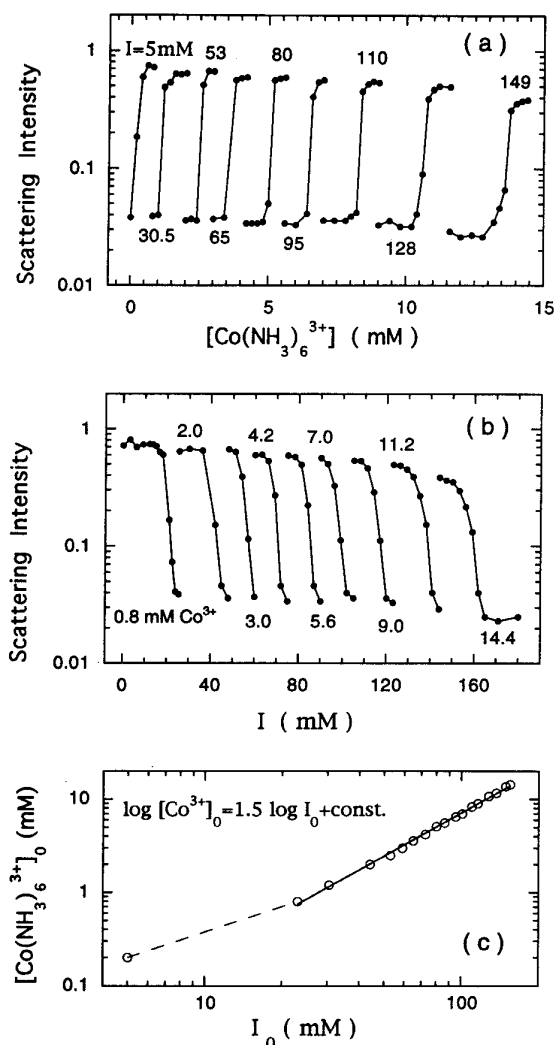 (a)
I=5mM 53 80 110 149
30.5 65 95 128
1
0.1
0.01
Scattering Intensity
0 5 10 15
[Co(NH₃)₆³⁺] ( mM )
(b)
2.0 4.2 7.0 11.2
0.8 mM Co³⁺ 3.0 5.6 9.0 14.4
1
0.1
0.01
Scattering Intensity
0 40 80 120 160
I ( mM )
log [Co³⁺]₀=1.5 log I₀+const.
(c)
10
1
0.1
[Co(NH₃)₆³⁺]₀ (mM)
10 100
I₀ (mM)